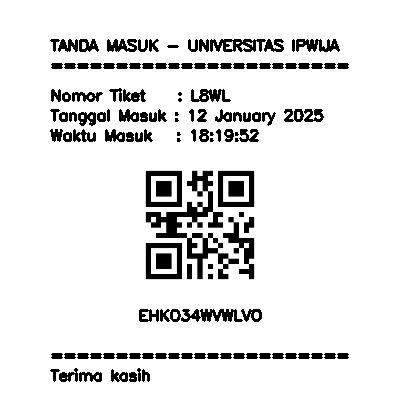 TANDA MASUK - UNIVERSITAS IPWIJA
=======================
Nomor Tiket : L8WL
Tanggal Masuk : 12 January 2025
Waktu Masuk : 18:19:52
EHKO34WVWLVO
=======================
Terima kasih